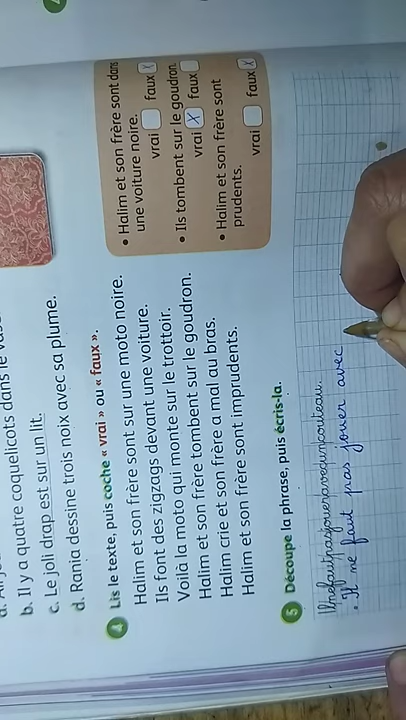 b. Il y a quatre coquelicots dans le
c. Le joli drap est sur un lit.
d. Rania dessine trois noix avec sa plume.
4 Lis le texte, puis coche « vrai » ou « faux ».
Halim et son frère sont sur une moto noire.
Ils font des zigzags devant une voiture.
Voilà la moto qui monte sur le trottoir.
Halim et son frère tombent sur le goudron.
Halim crie et son frère a mal au bras.
Halim et son frère sont imprudents.
• Halim et son frère sont dans
une voiture noire.
vrai faux X
• Ils tombent sur le goudron.
vrai X faux
• Halim et son frère sont
prudents.
vrai faux X
5 Découpe la phrase, puis écris-la.
Ilnefautpasjoueravecuncouteau.
• Il ne faut pas jouer avec